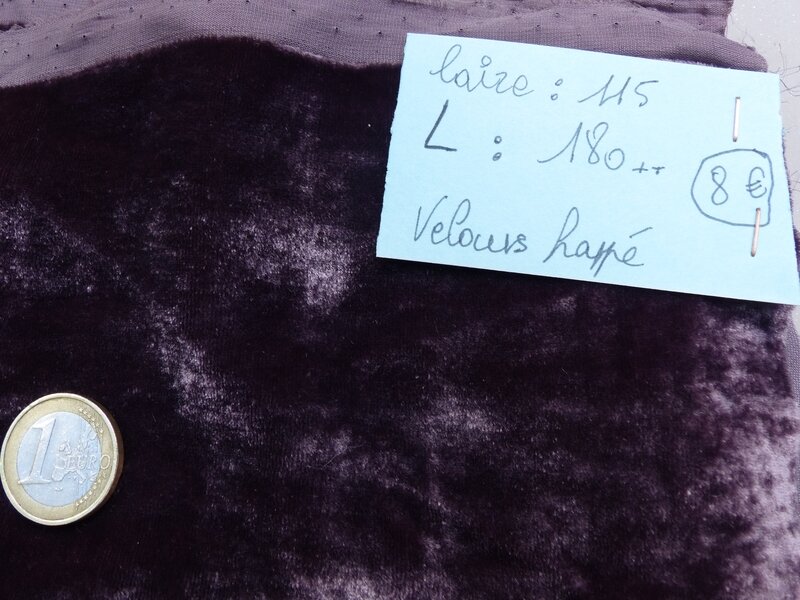 laize : 115
L : 180++
8 €
Velours frappé
1 EURO